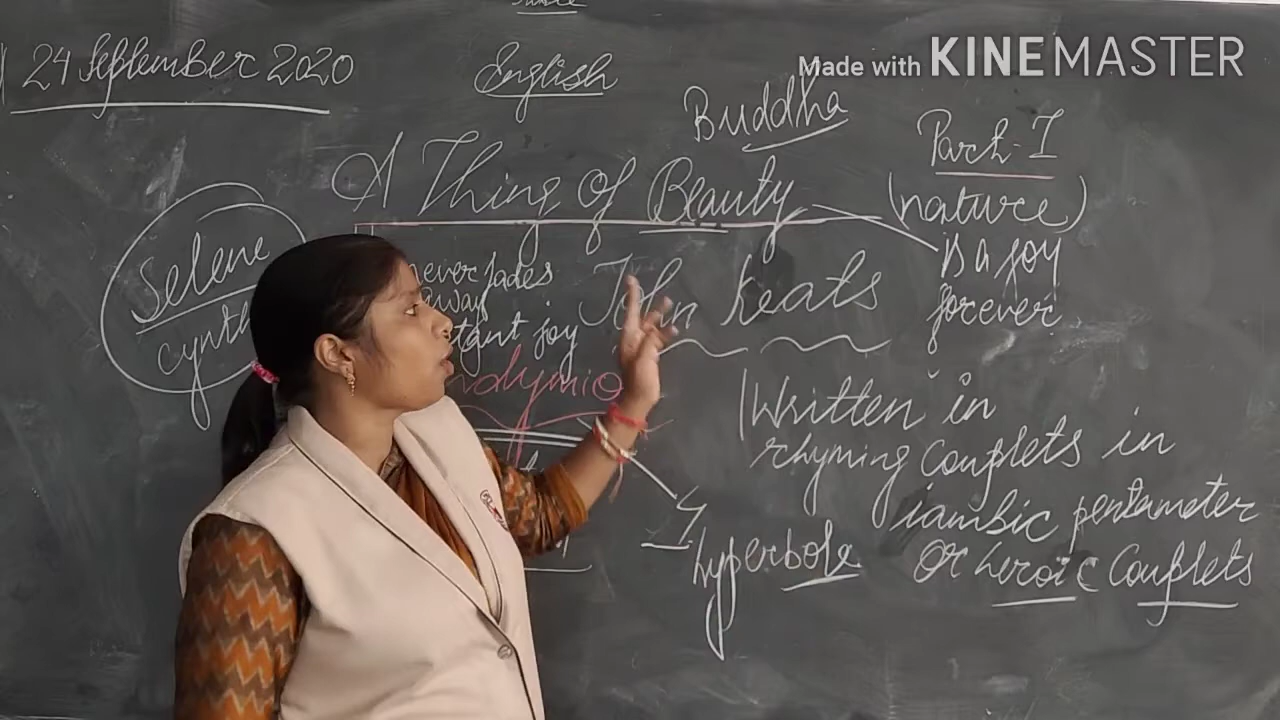 24 September 2020
English
Made with KINEMASTER
Buddha
Part-I
A Thing of Beauty
(nature)
is a joy
forever
Selene
never fades
John Keats
joy
Written in
rhyming Couplets in
iambic pentameter
Or heroic Couplets
Hyperbole